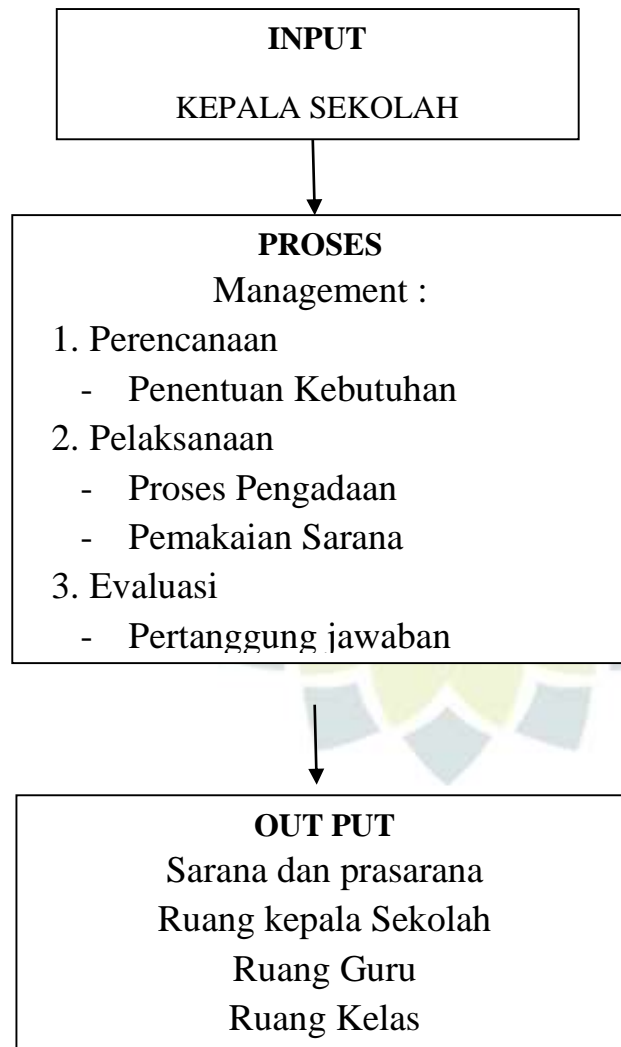 INPUT
KEPALA SEKOLAH
PROSES
Management :
1. Perencanaan
- Penentuan Kebutuhan
2. Pelaksanaan
- Proses Pengadaan
- Pemakaian Sarana
3. Evaluasi
- Pertanggung jawaban
OUT PUT
Sarana dan prasarana
Ruang kepala Sekolah
Ruang Guru
Ruang Kelas